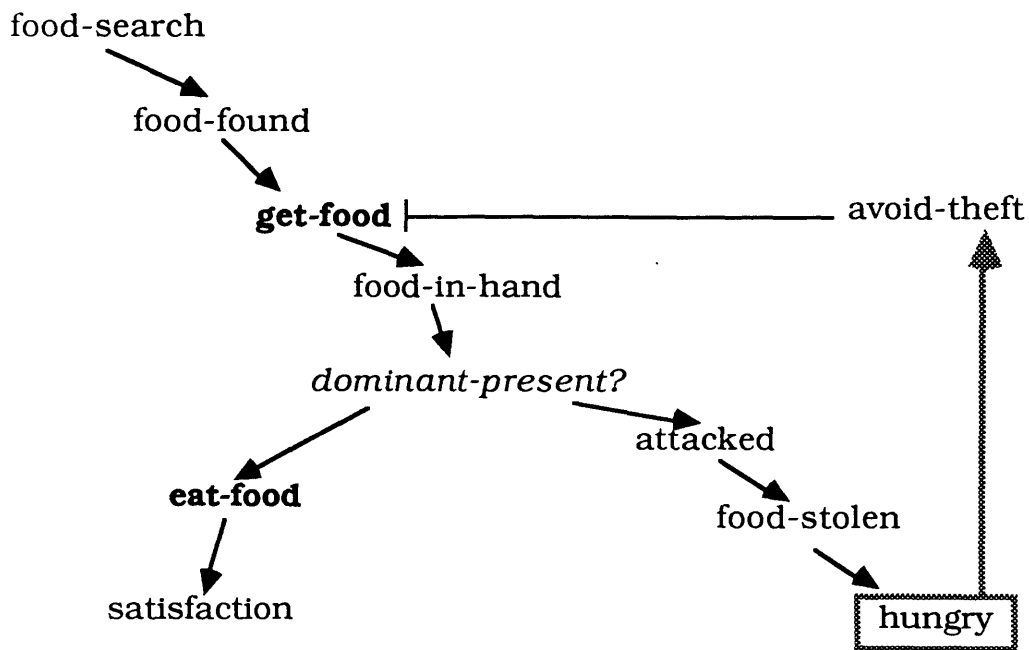 food-search
food-found
get-food
avoid-theft
food-in-hand
dominant-present?
attacked
eat-food
food-stolen
satisfaction
hungry